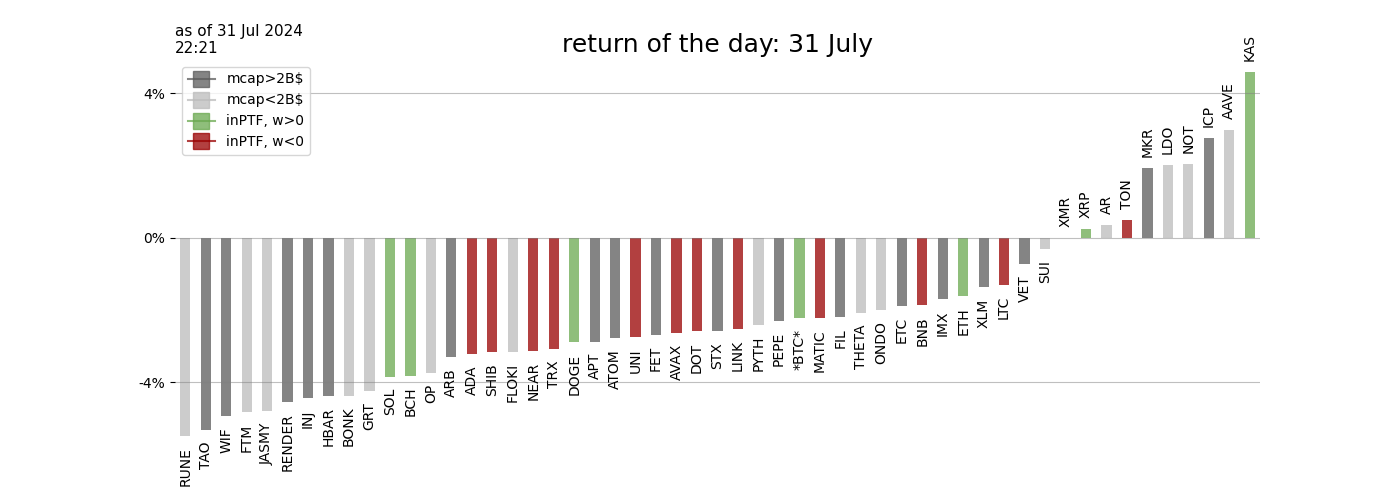 as of 31 Jul 2024
22:21
return of the day: 31 July
mcap>2B$
mcap<2B$
inPTF, w>0
inPTF, w<0
4%
0%
-4%
RUNE
TAO
WIF
FTM
JASMY
RENDER
INJ
HBAR
BONK
GRT
SOL
BCH
OP
ARB
ADA
SHIB
FLOKI
NEAR
TRX
DOGE
APT
ATOM
UNI
FET
AVAX
DOT
STX
LINK
PYTH
PEPE
*BTC*
MATIC
FIL
THETA
ONDO
ETC
BNB
IMX
ETH
XLM
LTC
VET
SUI
XMR
XRP
AR
TON
MKR
LDO
NOT
ICP
AAVE
KAS